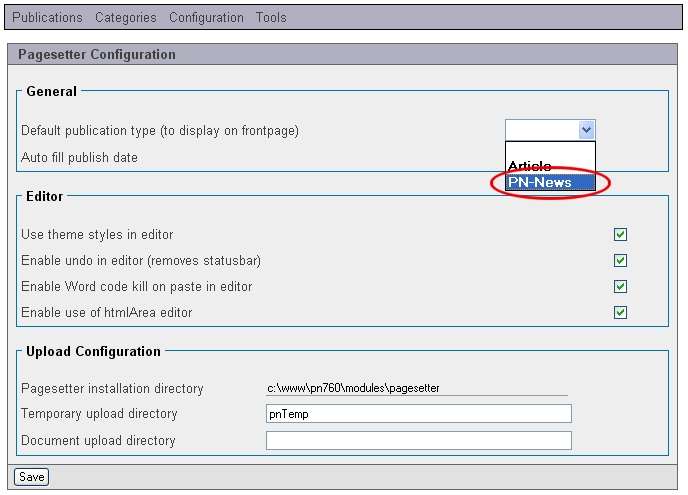 Publications Categories Configuration Tools
Pagesetter Configuration
General
Default publication type (to display on frontpage)
Auto fill publish date
Article
PN-News
Editor
Use theme styles in editor
Enable undo in editor (removes statusbar)
Enable Word code kill on paste in editor
Enable use of htmlArea editor
Upload Configuration
Pagesetter installation directory c:\www\pn760\modules\pagesetter
Temporary upload directory pnTemp
Document upload directory
Save